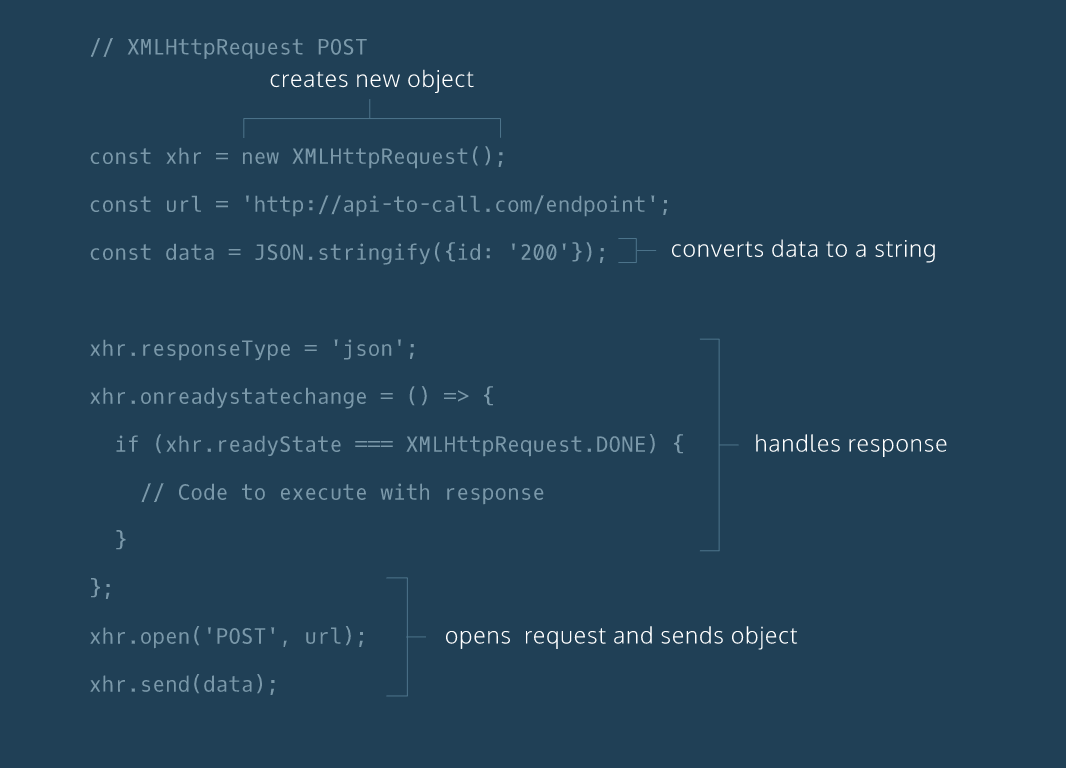 // XMLHttpRequest POST
creates new object
const xhr = new XMLHttpRequest();
const url = 'http://api-to-call.com/endpoint';
const data = JSON.stringify({id: '200'});
converts data to a string
xhr.responseType = 'json';
xhr.onreadystatechange = () => {
if (xhr.readyState === XMLHttpRequest.DONE) {
handles response
// Code to execute with response
}
};
xhr.open('POST', url);
opens  request and sends object
xhr.send(data);